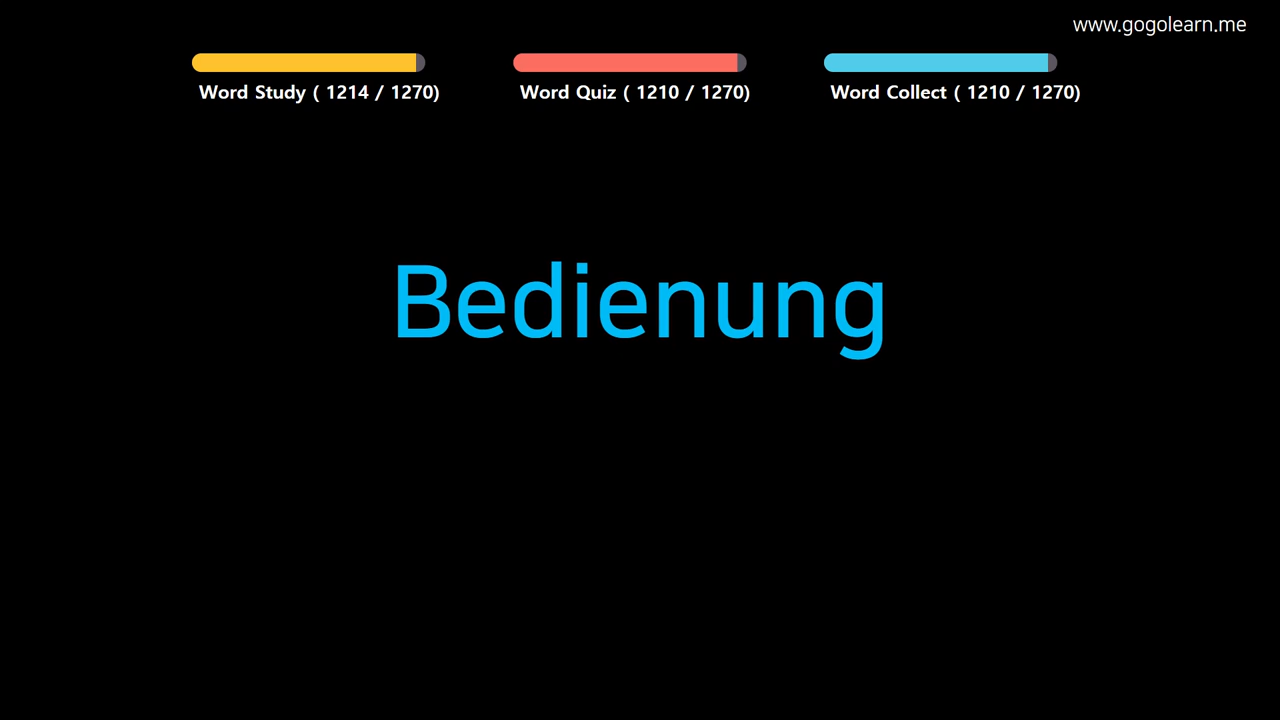 www.gogolearn.me
Word Study ( 1214 / 1270)
Word Quiz ( 1210 / 1270)
Word Collect ( 1210 / 1270)
Bedienung